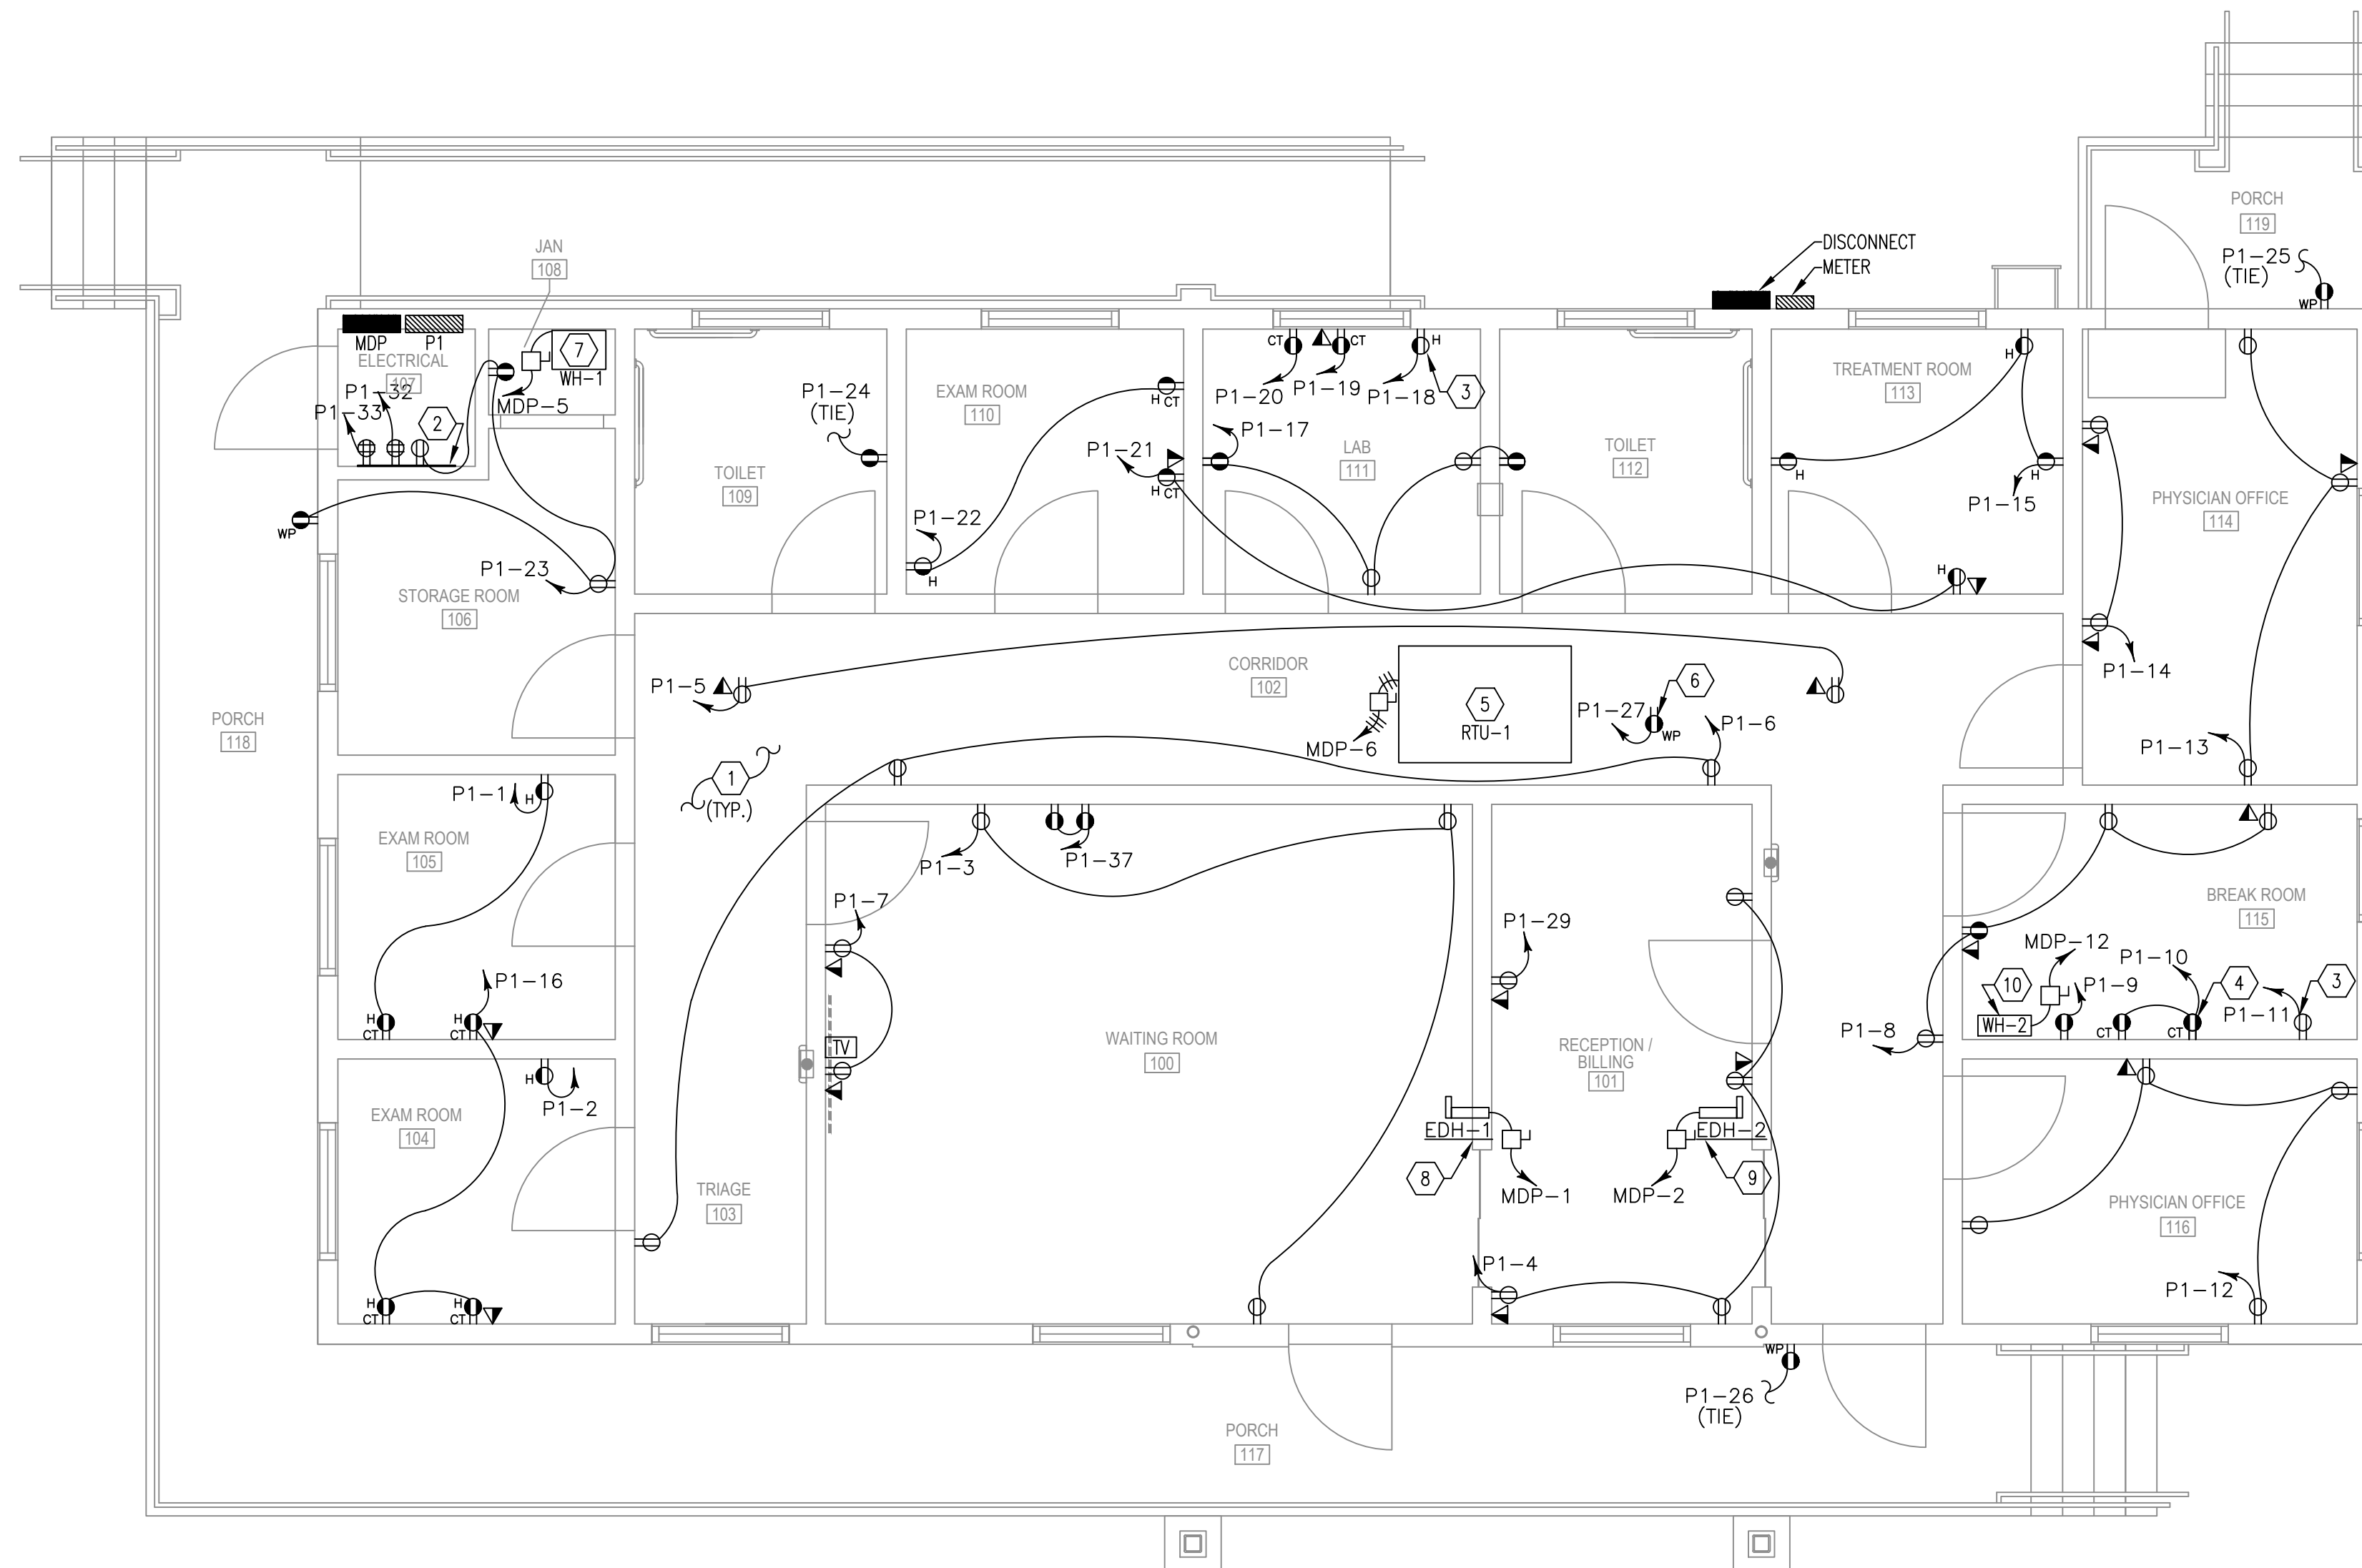 PORCH
119
P1-25
(TIE)
WP
DISCONNECT
METER
JAN
108
MDP
P1
ELECTRICAL
107
P1-32
P1-33
2
7
WH-1
MDP-5
P1-24
(TIE)
TOILET
109
EXAM ROOM
110
H CT
P1-21
H CT
P1-22
H
CT
CT
H
P1-20
P1-19
P1-18
3
P1-17
LAB
111
TOILET
112
TREATMENT ROOM
113
H
H
H
P1-15
H
PHYSICIAN OFFICE
114
P1-14
P1-13
WP
P1-23
STORAGE ROOM
106
PORCH
118
P1-5
CORRIDOR
102
5
RTU-1
MDP-6
6
P1-27
WP
P1-6
1
(TYP.)
P1-1
H
EXAM ROOM
105
P1-16
H
CT
H
CT
P1-3
P1-37
P1-7
TV
WAITING ROOM
100
P1-29
RECEPTION /
BILLING
101
BREAK ROOM
115
MDP-12
P1-10
10
WH-2
P1-9
4
3
P1-11
CT
CT
P1-8
H
P1-2
EXAM ROOM
104
H
CT
H
CT
TRIAGE
103
EDH-1
8
MDP-1
EDH-2
9
MDP-2
P1-4
PHYSICIAN OFFICE
116
P1-12
WP
P1-26
(TIE)
PORCH
117